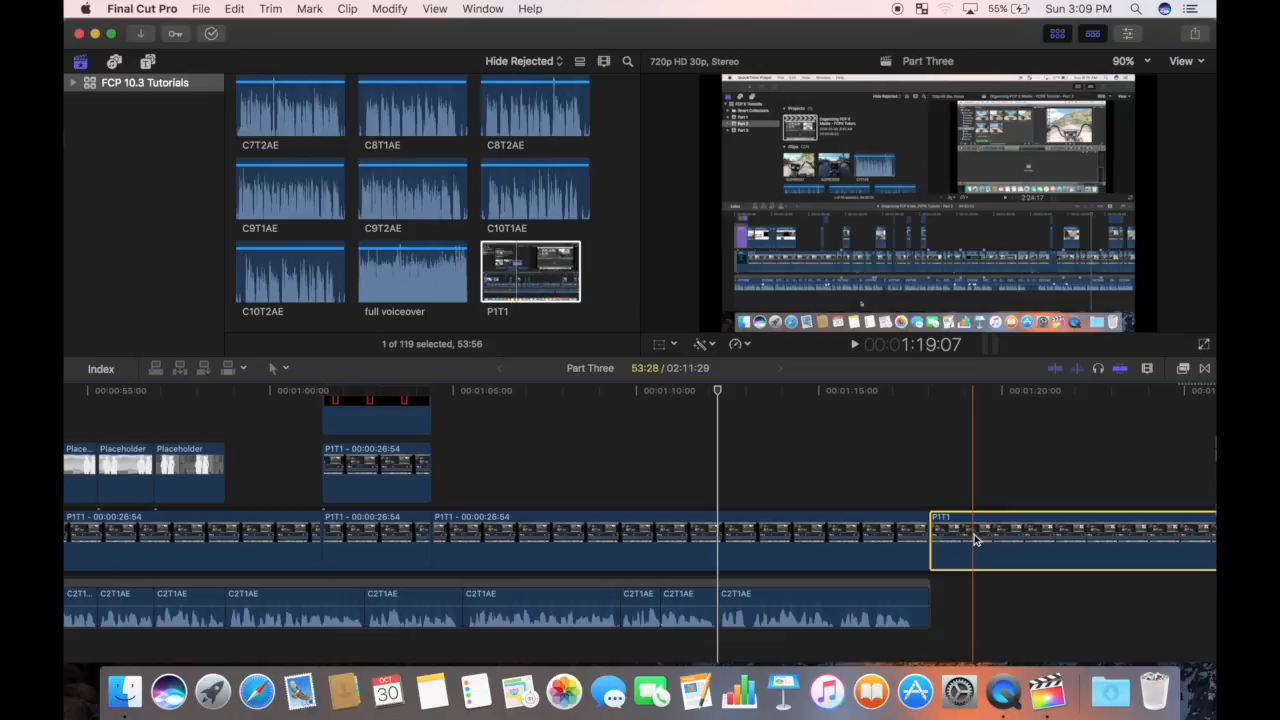 Final Cut Pro File Edit Trim Mark Clip Modify View Window Help 55% Sun 3:09 PM
Hide Rejected 720p HD 30p, Stereo Part Three 90% View
FCP 10.3 Tutorials
C7T2AE C8T1AE C8T2AE
C9T1AE C9T2AE C10T1AE
C10T2AE full voiceover P1T1
1 of 119 selected, 53:56 00:00:1:19:07
Index Part Three 53:28 / 02:11:29
00:00:55:00 00:01:00:00 00:01:05:00 00:01:10:00 00:01:15:00 00:01:20:00 00:01
Place... Placeholder Placeholder P1T1 - 00:00:26:54
P1T1 - 00:00:26:54 P1T1 - 00:00:26:54 P1T1 - 00:00:26:54 P1T1
C2T1... C2T1AE C2T1AE C2T1AE C2T1AE C2T1AE C2T1AE C2T1AE C2T1AE
OCT
30